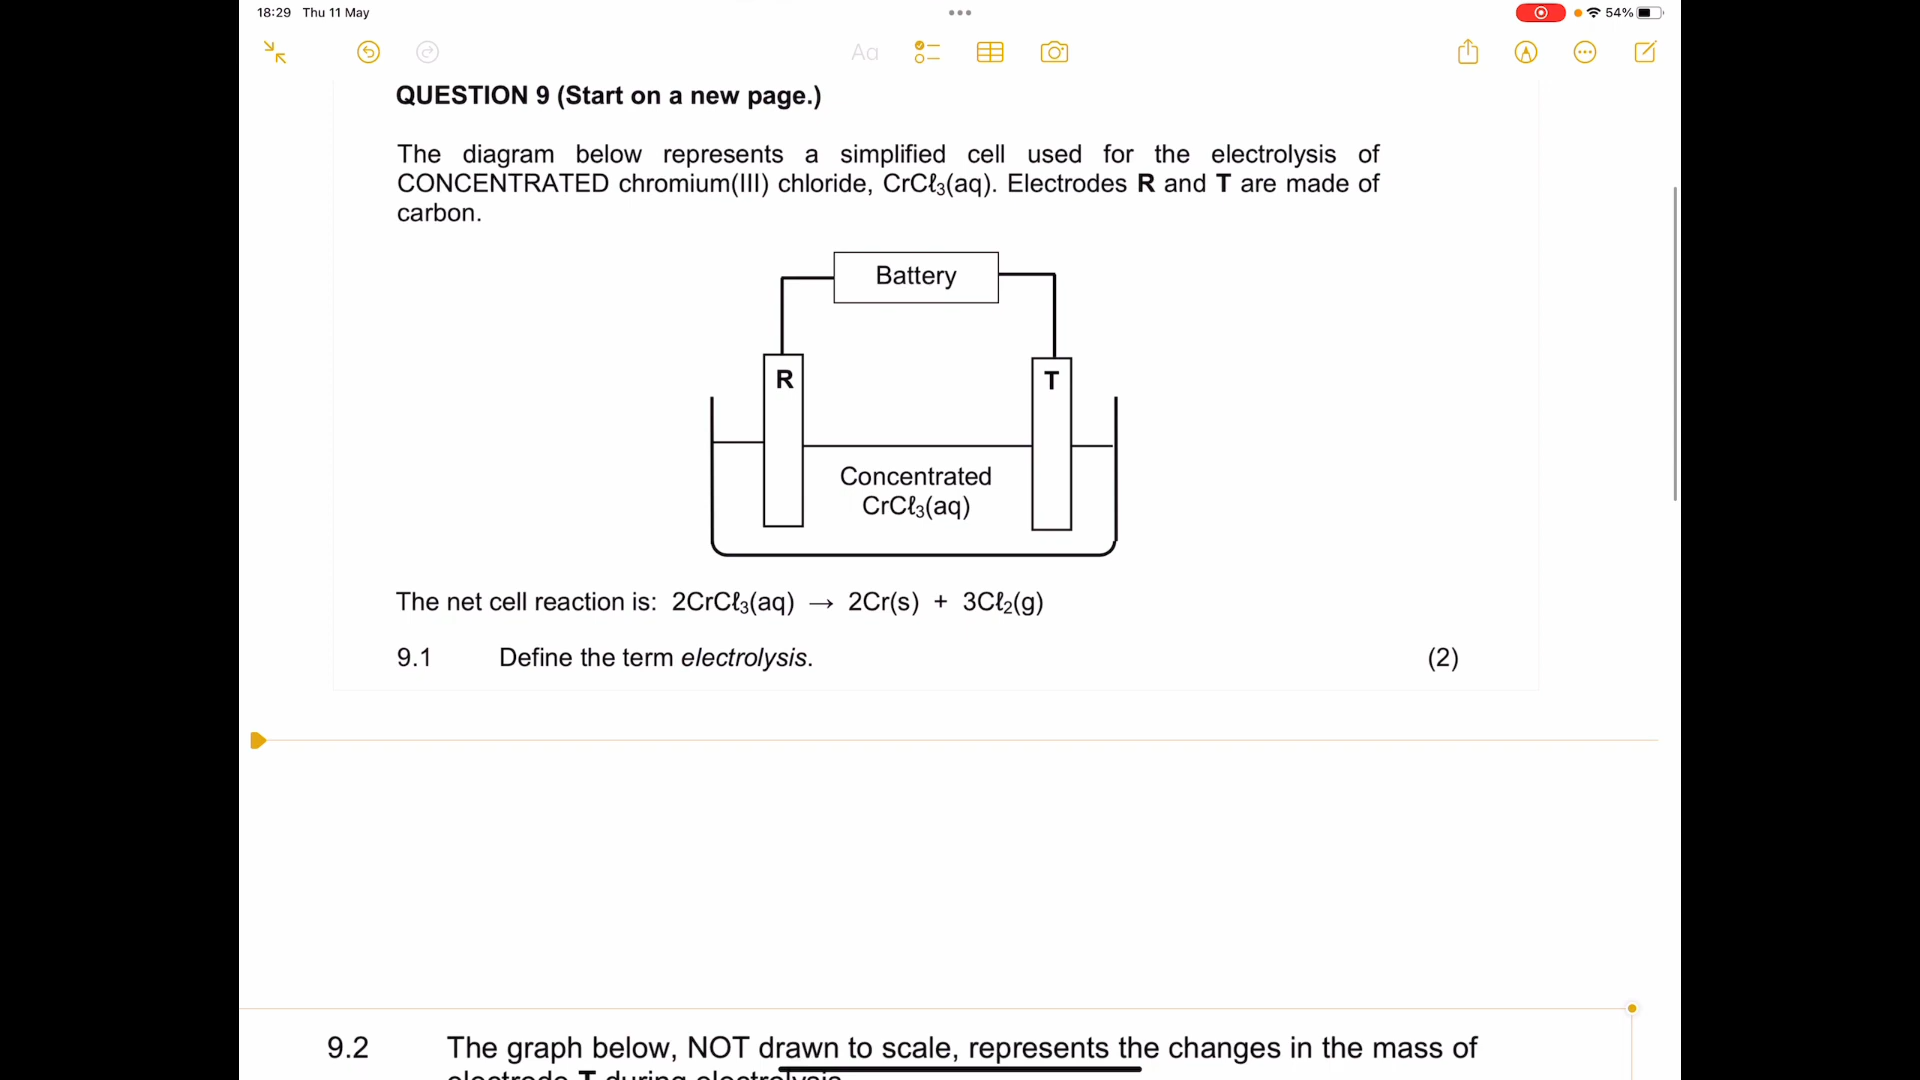 18:29 Thu 11 May
54%
Aa
QUESTION 9 (Start on a new page.)
The diagram below represents a simplified cell used for the electrolysis of
CONCENTRATED chromium(III) chloride, CrCℓ₃(aq). Electrodes R and T are made of
carbon.
Battery
R
T
Concentrated
CrCℓ₃(aq)
The net cell reaction is: 2CrCℓ₃(aq) → 2Cr(s) + 3Cℓ₂(g)
9.1 Define the term electrolysis. (2)
9.2 The graph below, NOT drawn to scale, represents the changes in the mass of
electrode T during electrolysis.